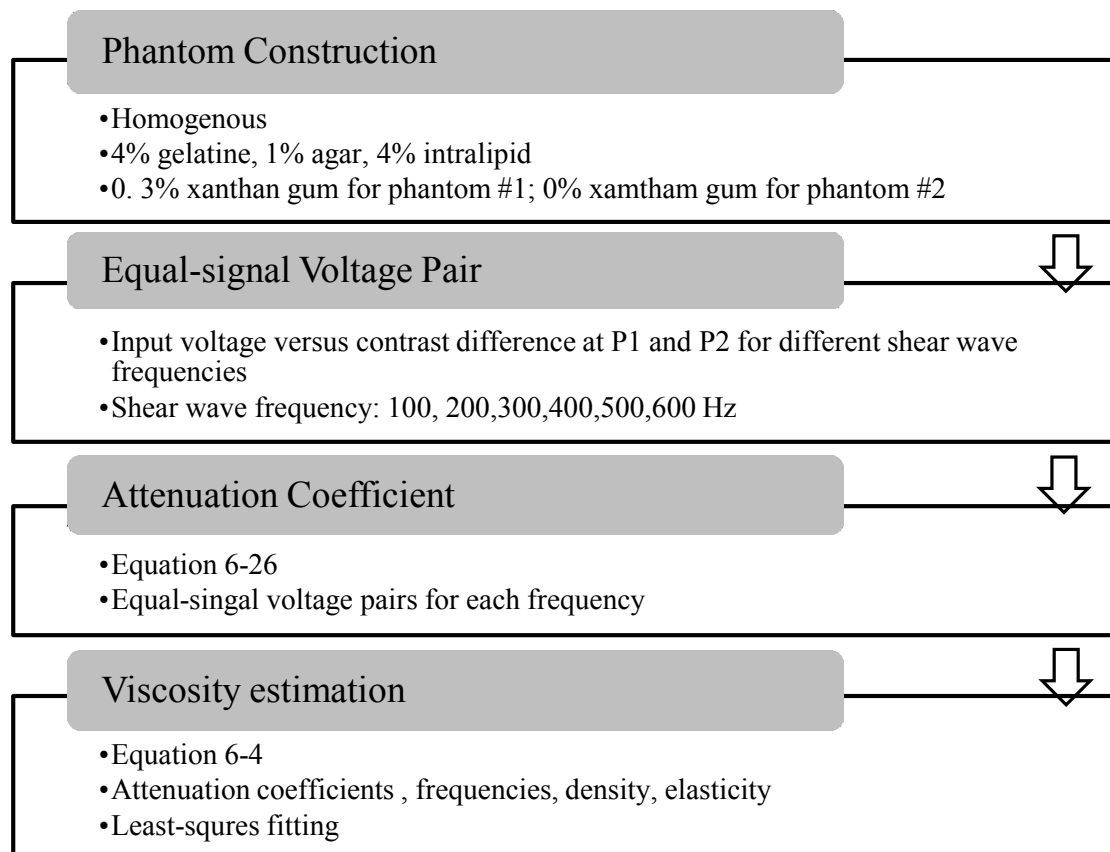 Phantom Construction
•Homogenous
•4% gelatine, 1% agar, 4% intralipid
•0. 3% xanthan gum for phantom #1; 0% xamtham gum for phantom #2
Equal-signal Voltage Pair
•Input voltage versus contrast difference at P1 and P2 for different shear wave
frequencies
•Shear wave frequency: 100, 200,300,400,500,600 Hz
Attenuation Coefficient
•Equation 6-26
•Equal-singal voltage pairs for each frequency
Viscosity estimation
•Equation 6-4
•Attenuation coefficients , frequencies, density, elasticity
•Least-squres fitting